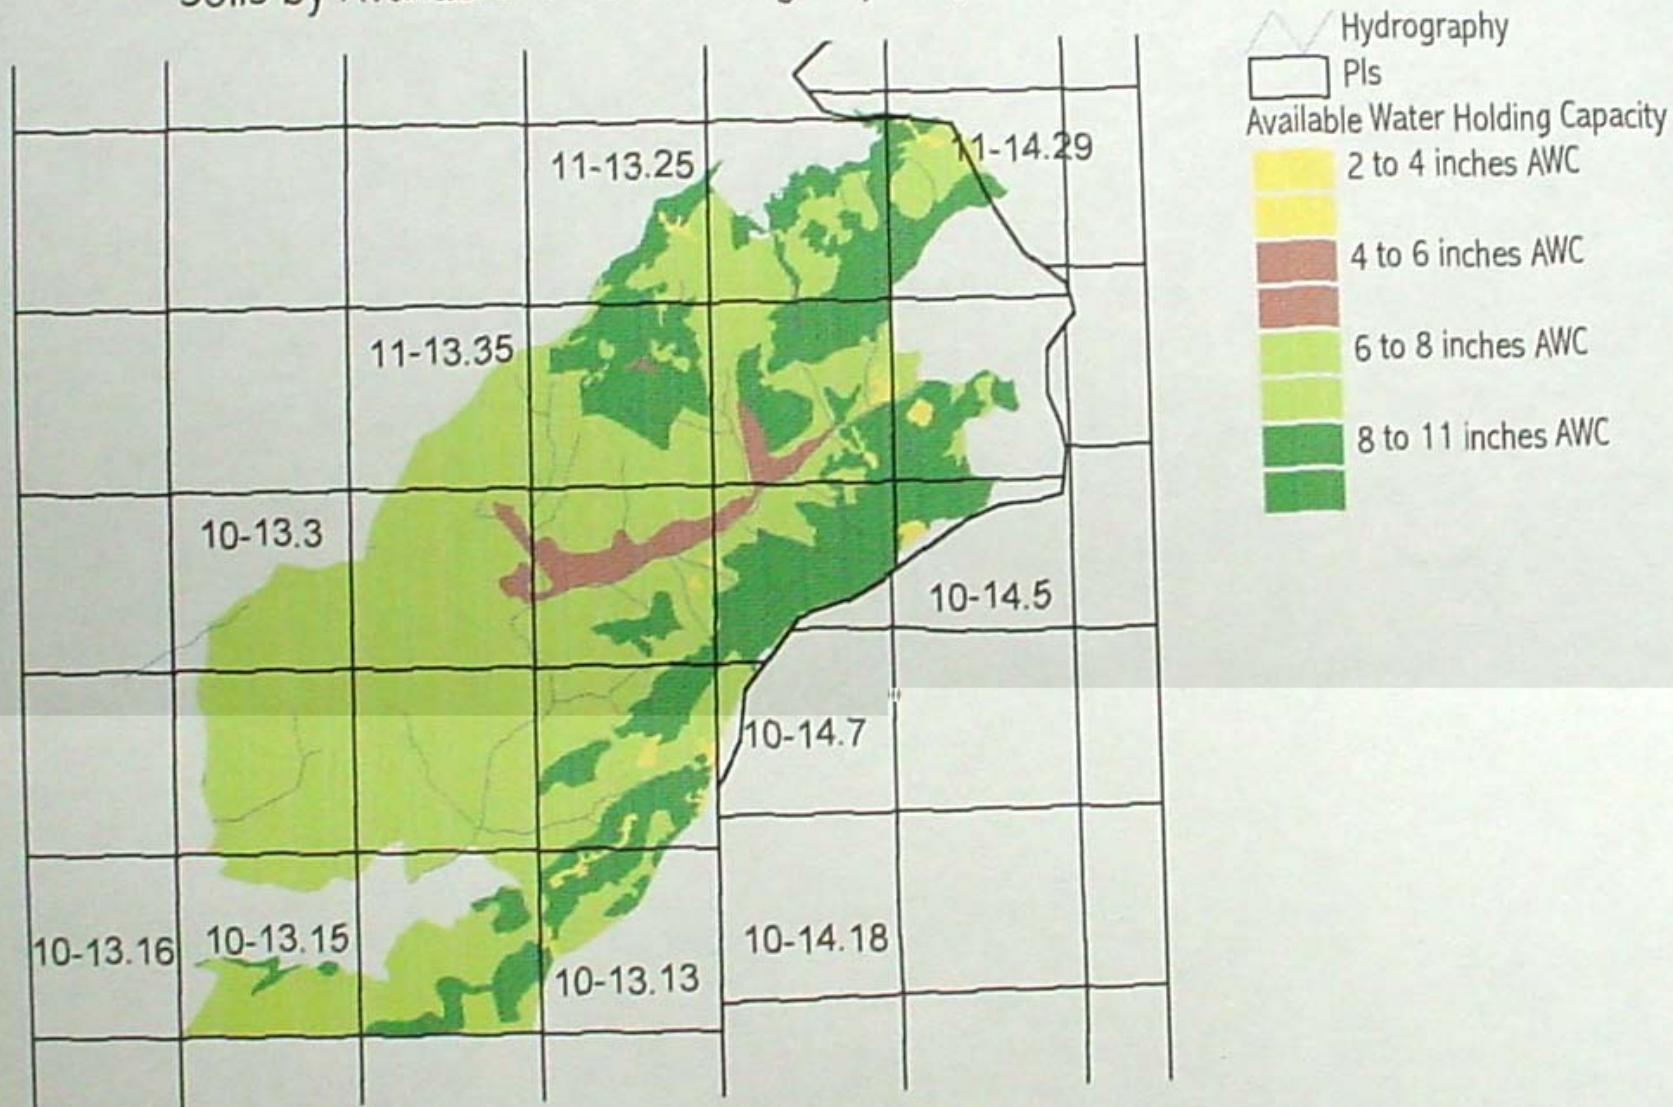 Soils by
Hydrography
Pls
Available Water Holding Capacity
2 to 4 inches AWC
4 to 6 inches AWC
6 to 8 inches AWC
8 to 11 inches AWC
11-13.25
11-14.29
11-13.35
10-13.3
10-14.5
10-14.7
10-13.16
10-13.15
10-13.13
10-14.18